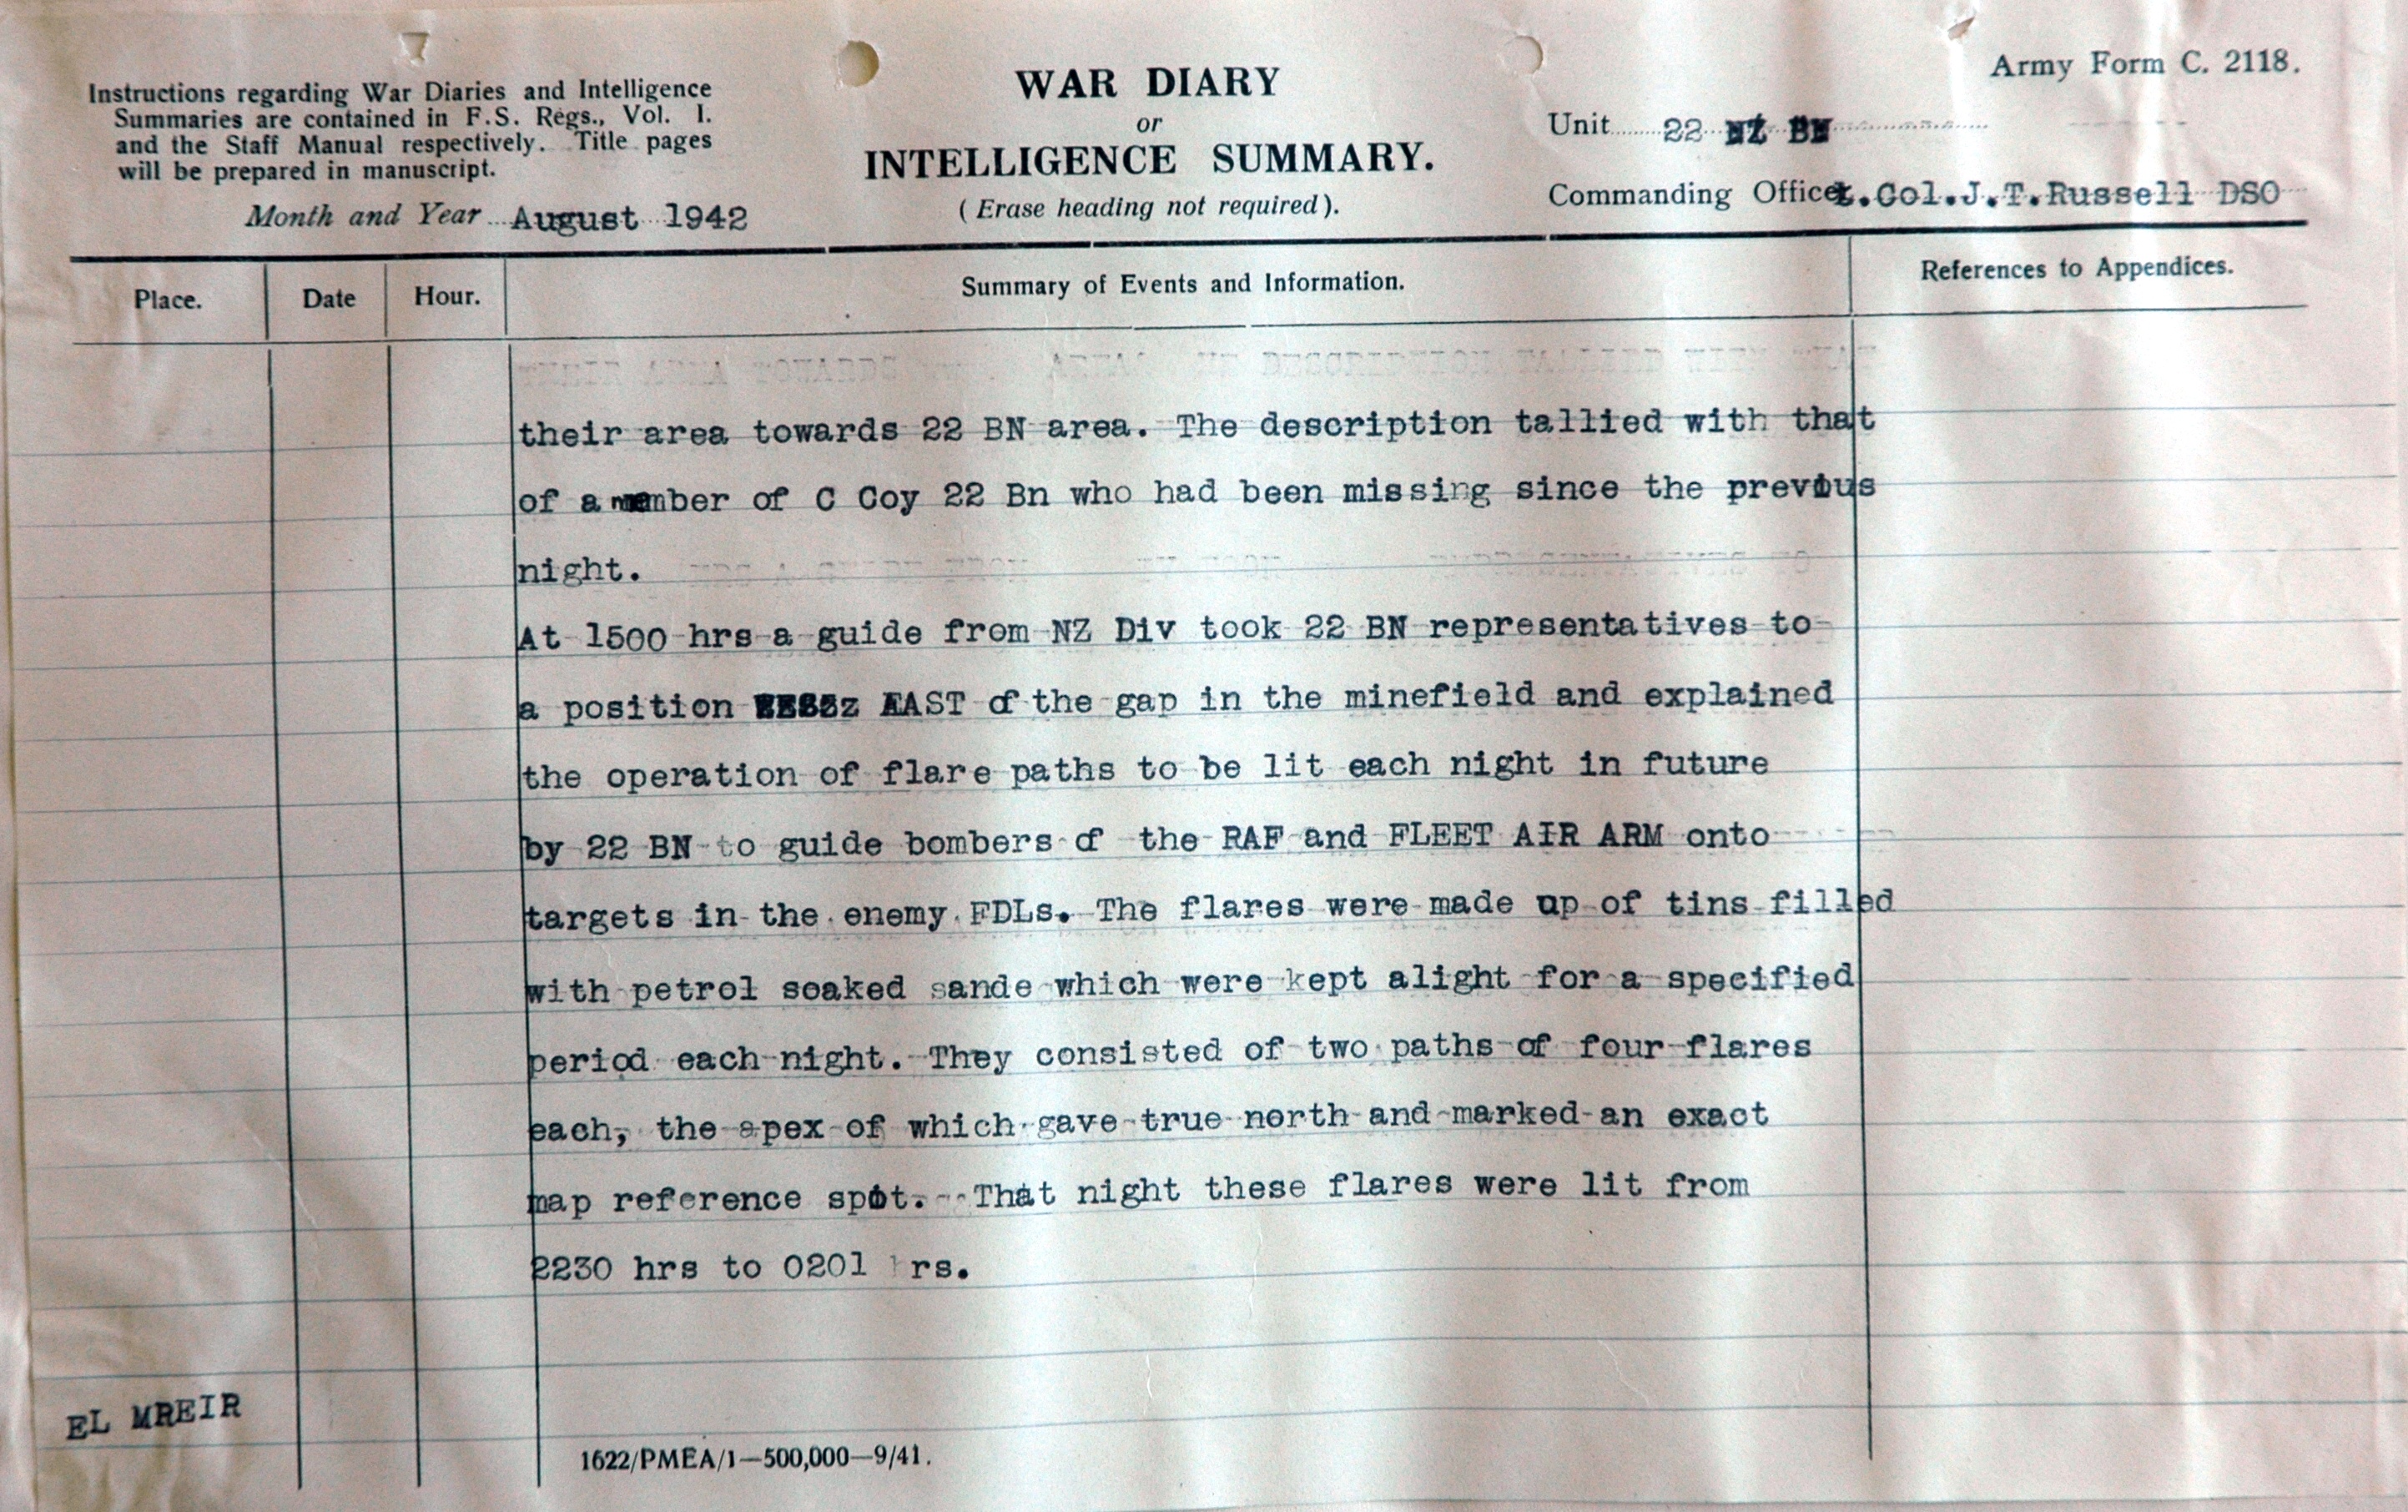 Army Form C. 2118.
Instructions regarding War Diaries and Intelligence
Summaries are contained in F.S. Regs., Vol. I.
and the Staff Manual respectively. Title pages
will be prepared in manuscript.
Month and Year August 1942
WAR DIARY
or
INTELLIGENCE SUMMARY.
(Erase heading not required).
Unit 22 NZ BN
Commanding Officer Lt.Col.J.T.Russell DSO
Place. Date Hour. Summary of Events and Information. References to Appendices.
their area towards 22 BN area. The description tallied with that
of a member of C Coy 22 Bn who had been missing since the prevous
night.
At 1500 hrs a guide from NZ Div took 22 BN representatives to
a position EAST of the gap in the minefield and explained
the operation of flare paths to be lit each night in future
by 22 BN to guide bombers of the RAF and FLEET AIR ARM onto
targets in the enemy FDLs. The flares were made up of tins filled
with petrol soaked sande which were kept alight for a specified
period each night. They consisted of two paths of four flares
each, the apex of which gave true north and marked an exact
map reference spot. That night these flares were lit from
2230 hrs to 0201 hrs.
EL MREIR
1622/PMEA/1—500,000—9/41.